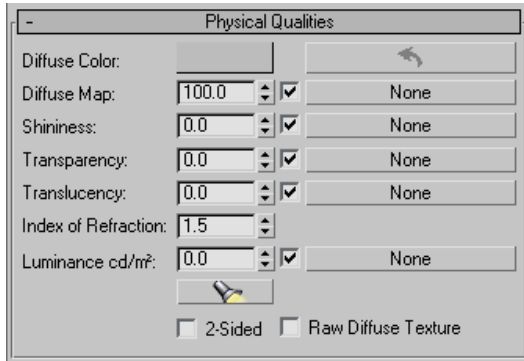 - Physical Qualities
Diffuse Color:
Diffuse Map: 100.0 None
Shininess: 0.0 None
Transparency: 0.0 None
Translucency: 0.0 None
Index of Refraction: 1.5
Luminance cd/m²: 0.0 None
2-Sided Raw Diffuse Texture